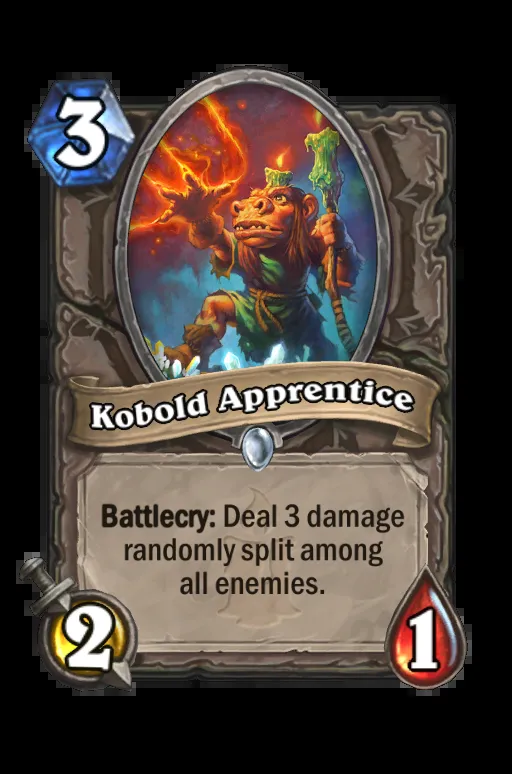 3
Kobold Apprentice
Battlecry: Deal 3 damage
randomly split among
all enemies.
2
1